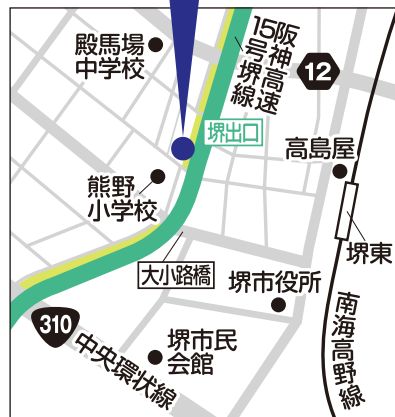 殿馬場
中学校
15
阪神高速
号堺線
12
堺出口
高島屋
熊野
小学校
堺東
大小路橋
堺市役所
310
中央環状線
堺市民
会館
南海高野線